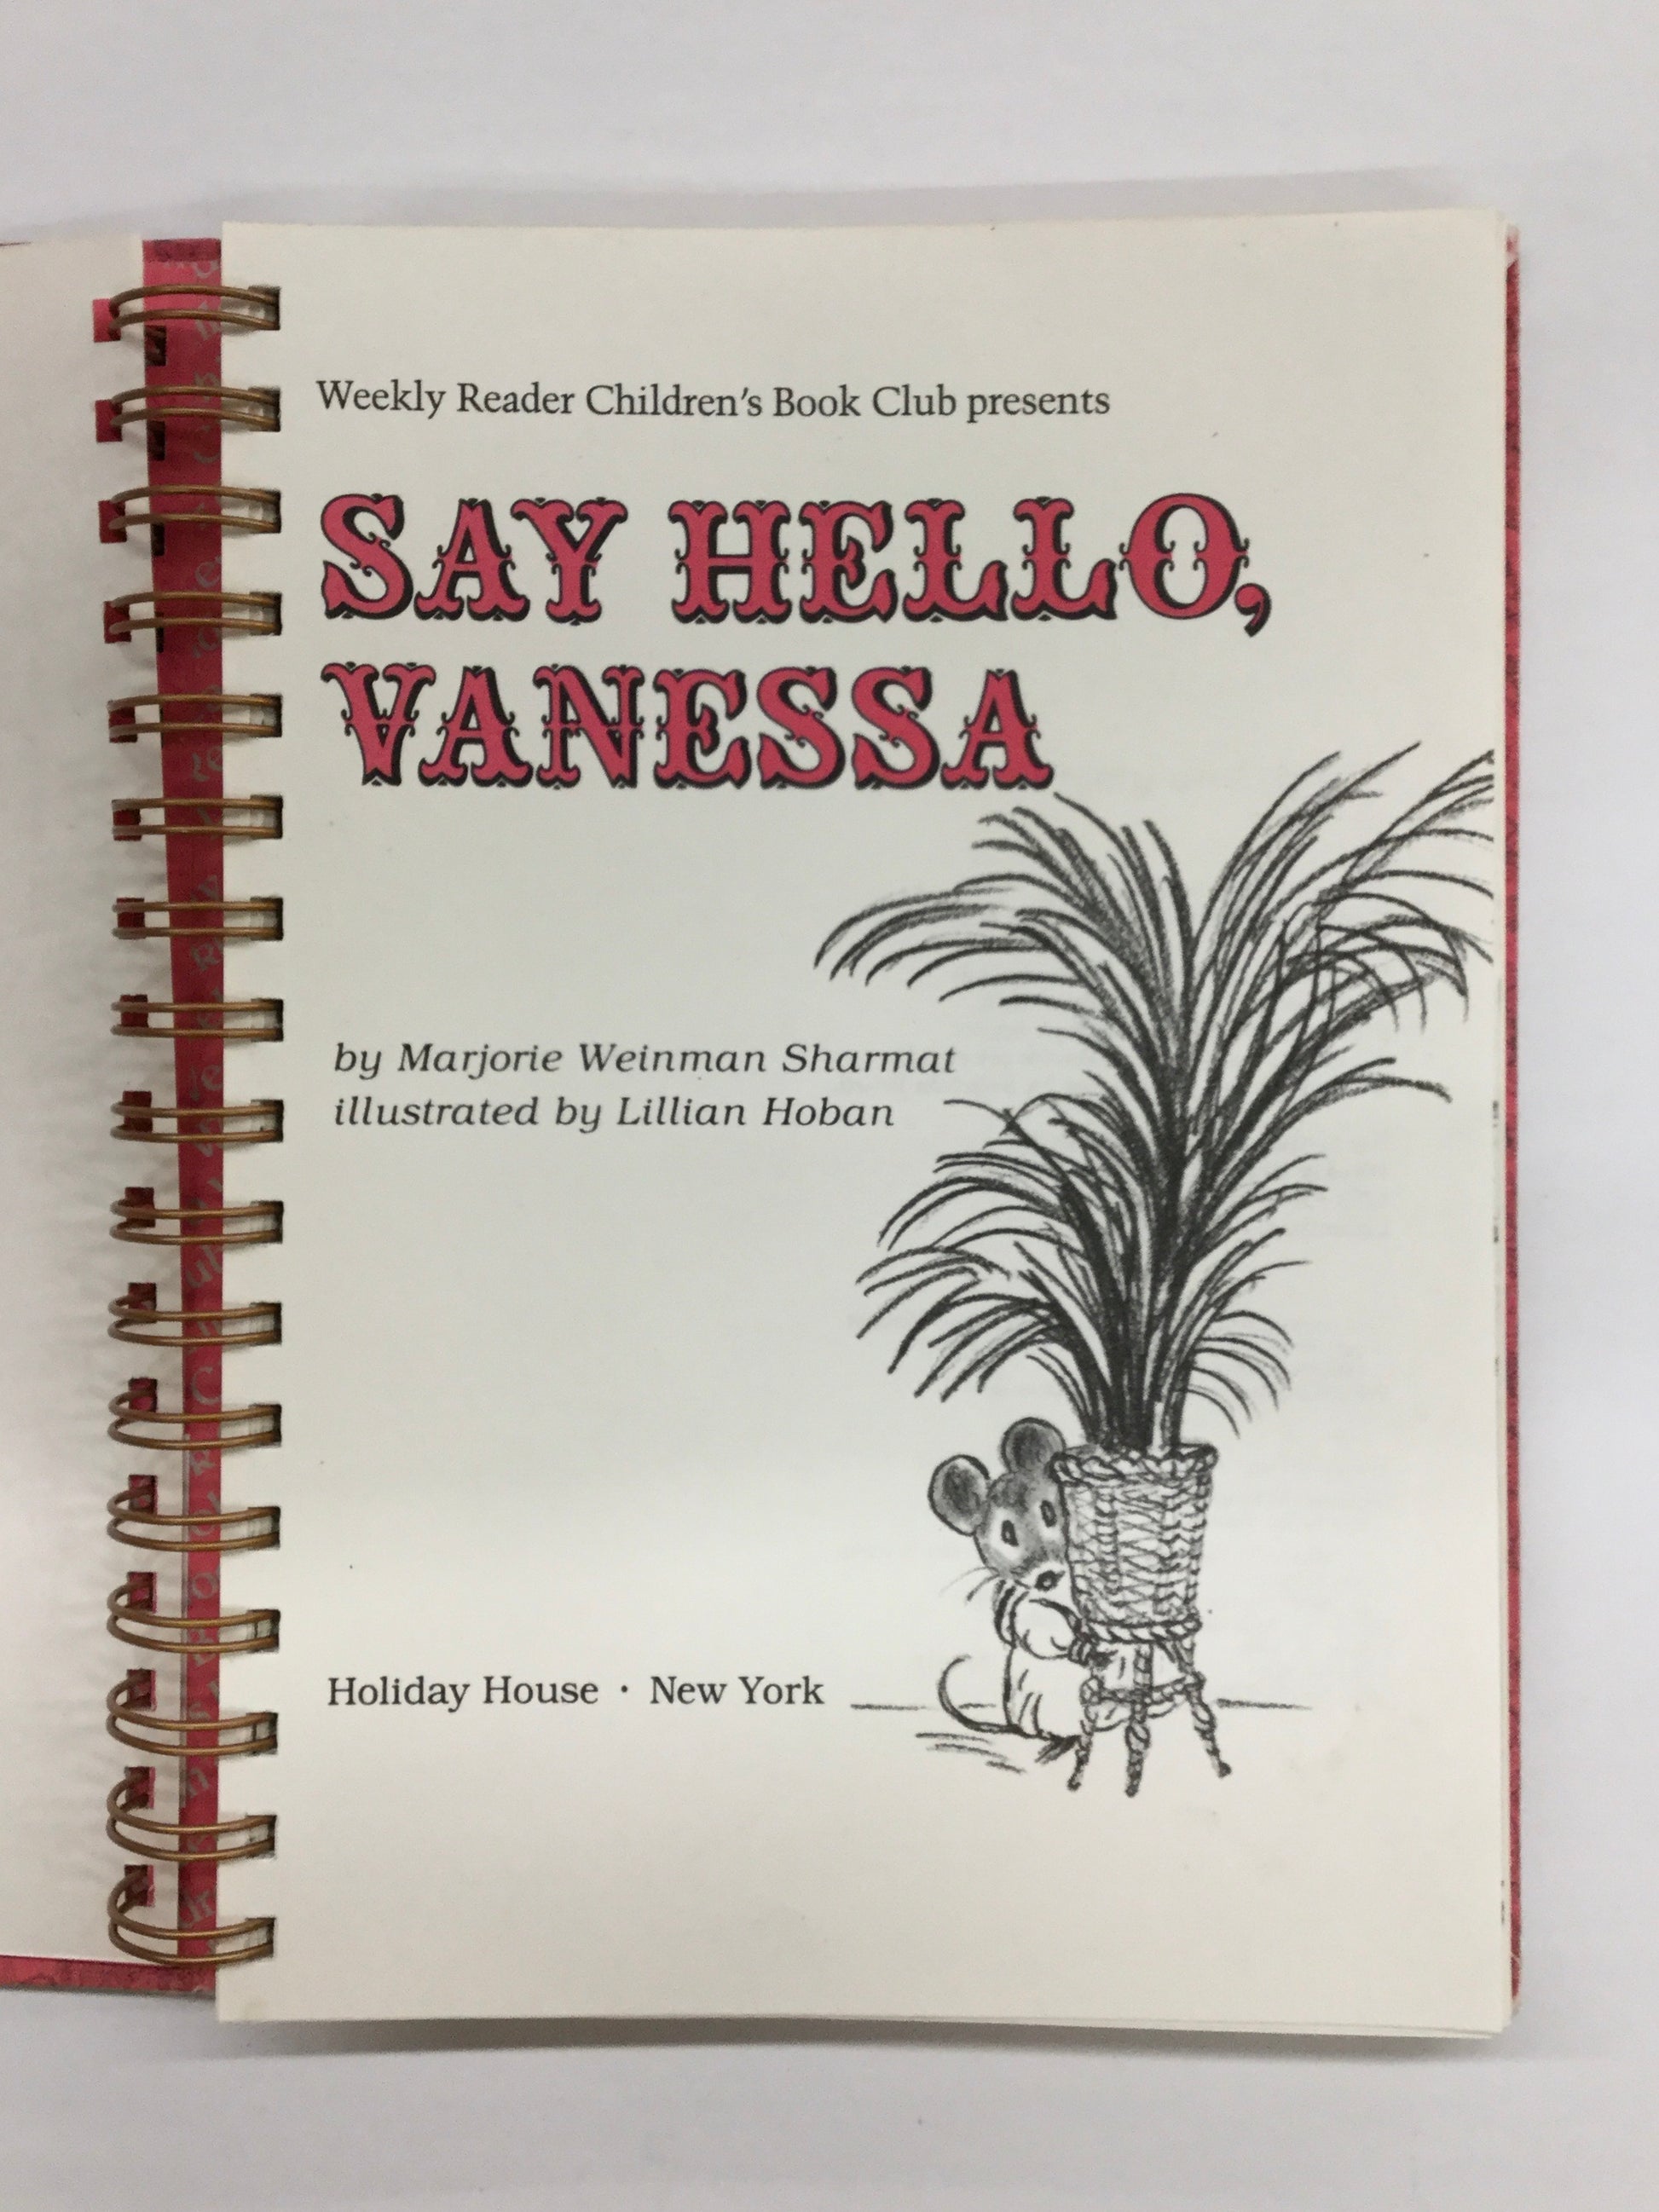 Weekly Reader Children's Book Club presents
SAY HELLO,
VANESSA
by Marjorie Weinman Sharmat
illustrated by Lillian Hoban
Holiday House · New York